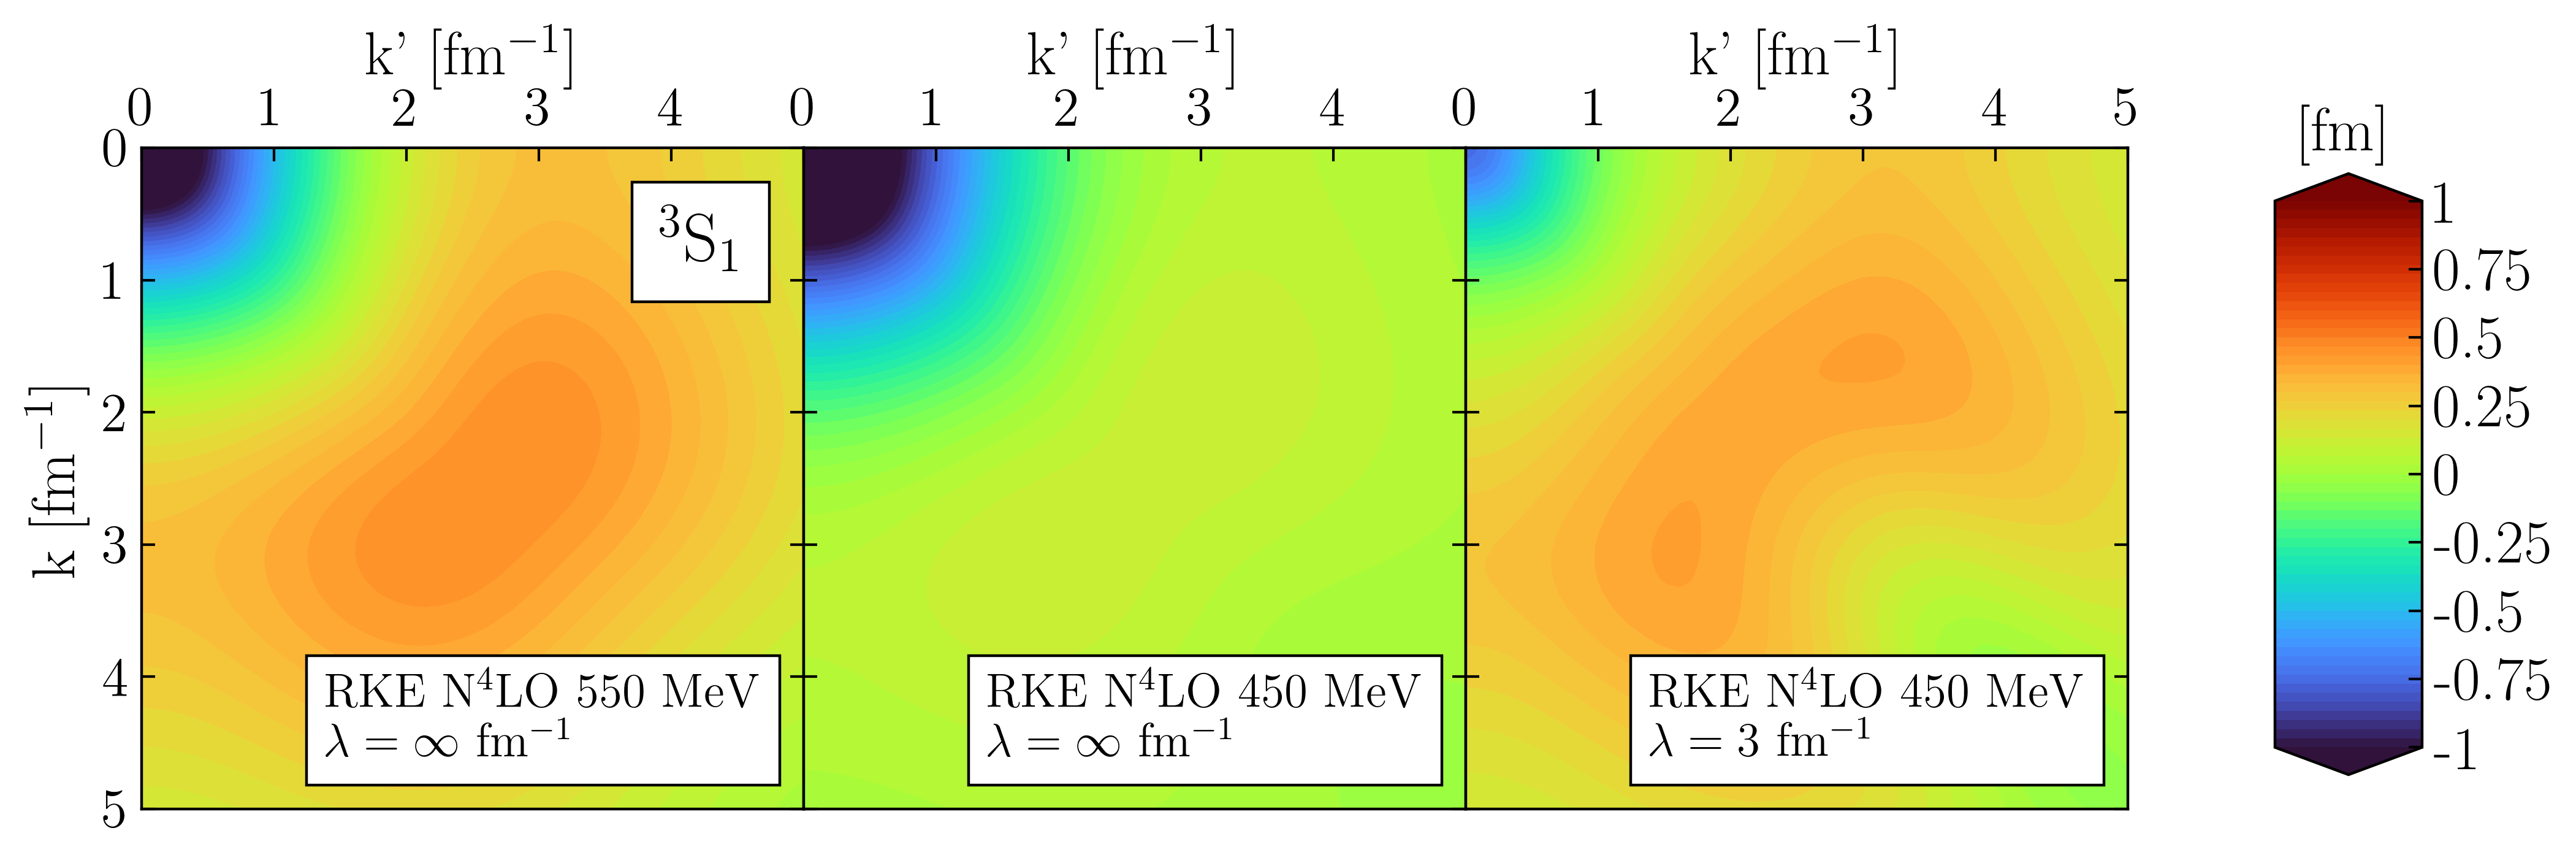 k' [fm⁻¹] k' [fm⁻¹] k' [fm⁻¹]
0 1 2 3 4 0 1 2 3 4 0 1 2 3 4 5
[fm]
0
1
2
3
4
5
k [fm⁻¹]
³S₁
RKE N⁴LO 550 MeV
λ = ∞ fm⁻¹
RKE N⁴LO 450 MeV
λ = ∞ fm⁻¹
RKE N⁴LO 450 MeV
λ = 3 fm⁻¹
1
0.75
0.5
0.25
0
-0.25
-0.5
-0.75
-1